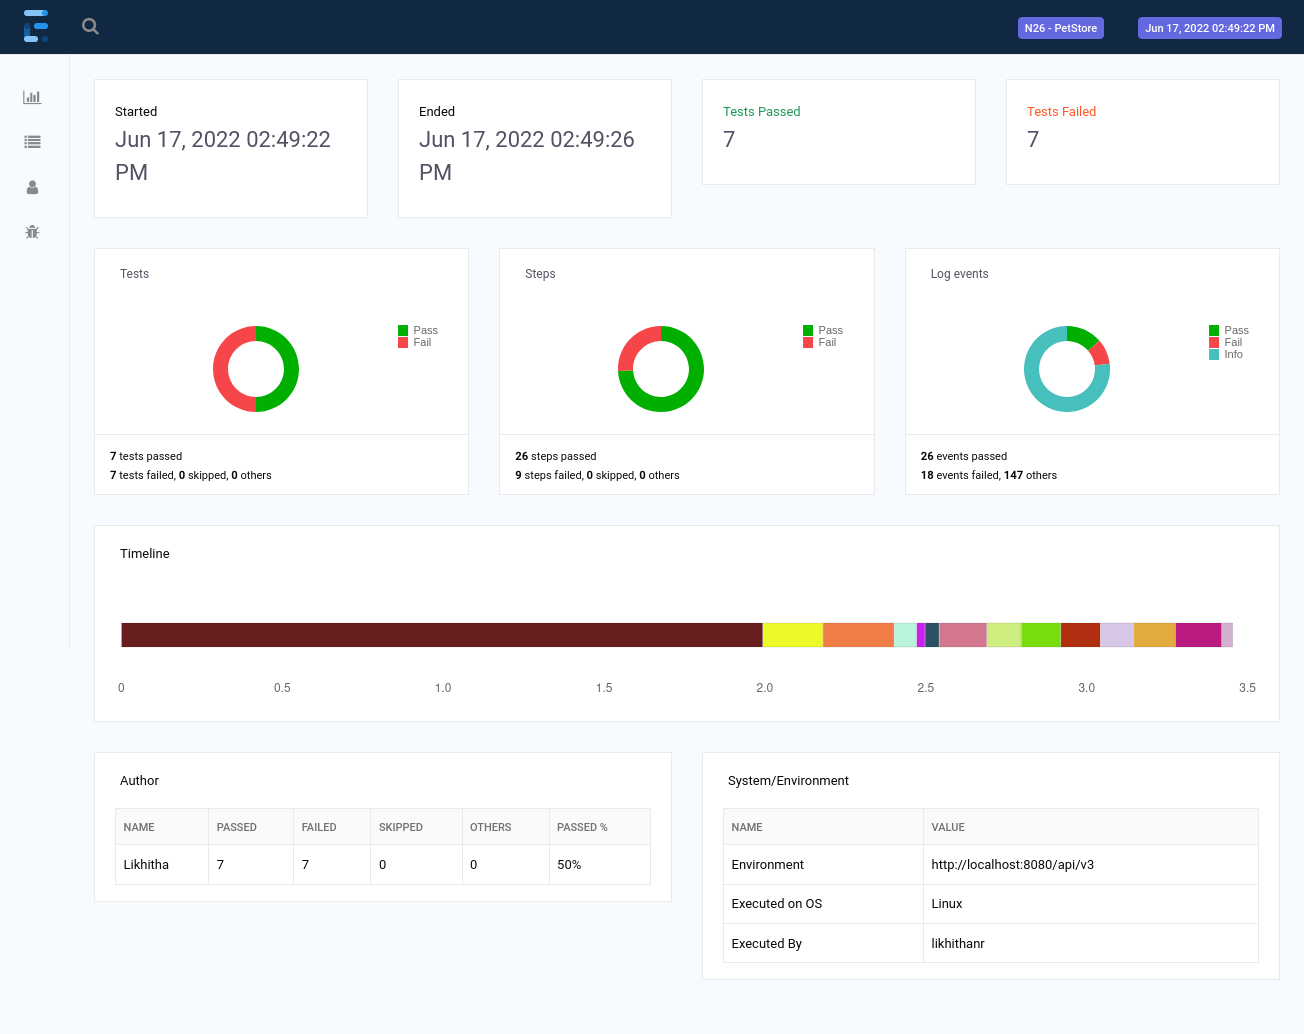 N26 - PetStore
Jun 17, 2022 02:49:22 PM
Started
Jun 17, 2022 02:49:22
PM
Ended
Jun 17, 2022 02:49:26
PM
Tests Passed
7
Tests Failed
7
Tests
Pass
Fail
7 tests passed
7 tests failed, 0 skipped, 0 others
Steps
Pass
Fail
26 steps passed
9 steps failed, 0 skipped, 0 others
Log events
Pass
Fail
Info
26 events passed
18 events failed, 147 others
Timeline
0 0.5 1.0 1.5 2.0 2.5 3.0 3.5
Author
NAME PASSED FAILED SKIPPED OTHERS PASSED %
Likhitha 7 7 0 0 50%
System/Environment
NAME VALUE
Environment http://localhost:8080/api/v3
Executed on OS Linux
Executed By likhithanr